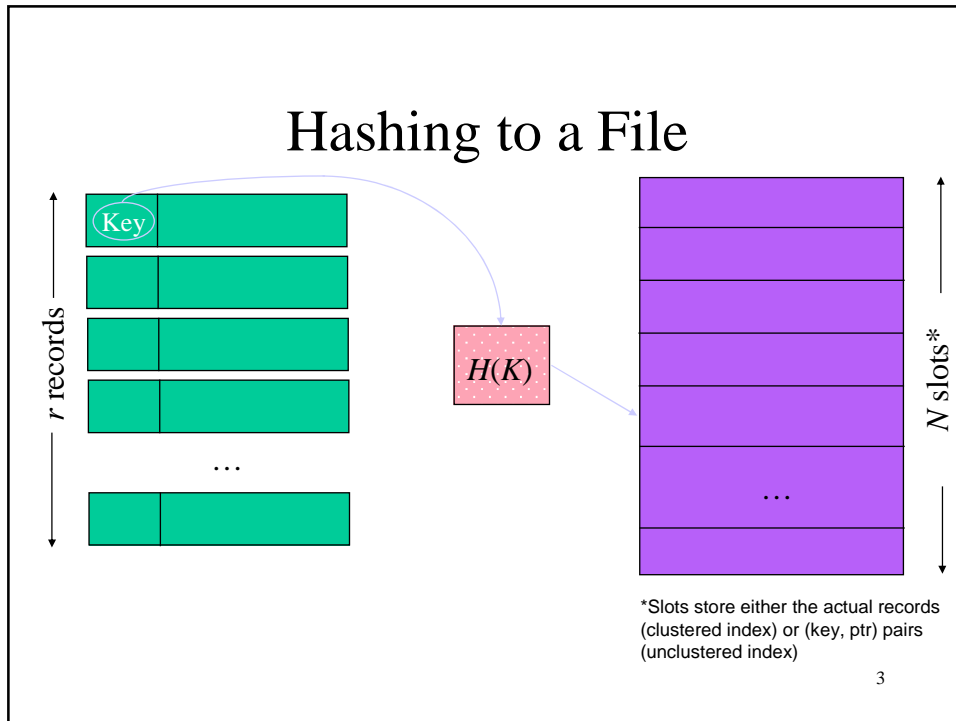 Hashing to a File
Key
r records
…
H(K)
…
N slots*
*Slots store either the actual records
(clustered index) or (key, ptr) pairs
(unclustered index)
3